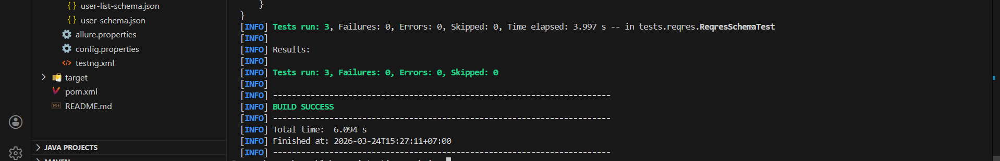 user-list-schema.json
user-schema.json
allure.properties
config.properties
testng.xml
target
pom.xml
README.md
JAVA PROJECTS
MAVEN
}
}
[INFO] Tests run: 3, Failures: 0, Errors: 0, Skipped: 0, Time elapsed: 3.997 s -- in tests.reqres.ReqresSchemaTest
[INFO]
[INFO] Results:
[INFO]
[INFO] Tests run: 3, Failures: 0, Errors: 0, Skipped: 0
[INFO]
[INFO] ------------------------------------------------------------------------
[INFO] BUILD SUCCESS
[INFO] ------------------------------------------------------------------------
[INFO] Total time:  6.094 s
[INFO] Finished at: 2026-03-24T15:27:11+07:00
[INFO] ------------------------------------------------------------------------